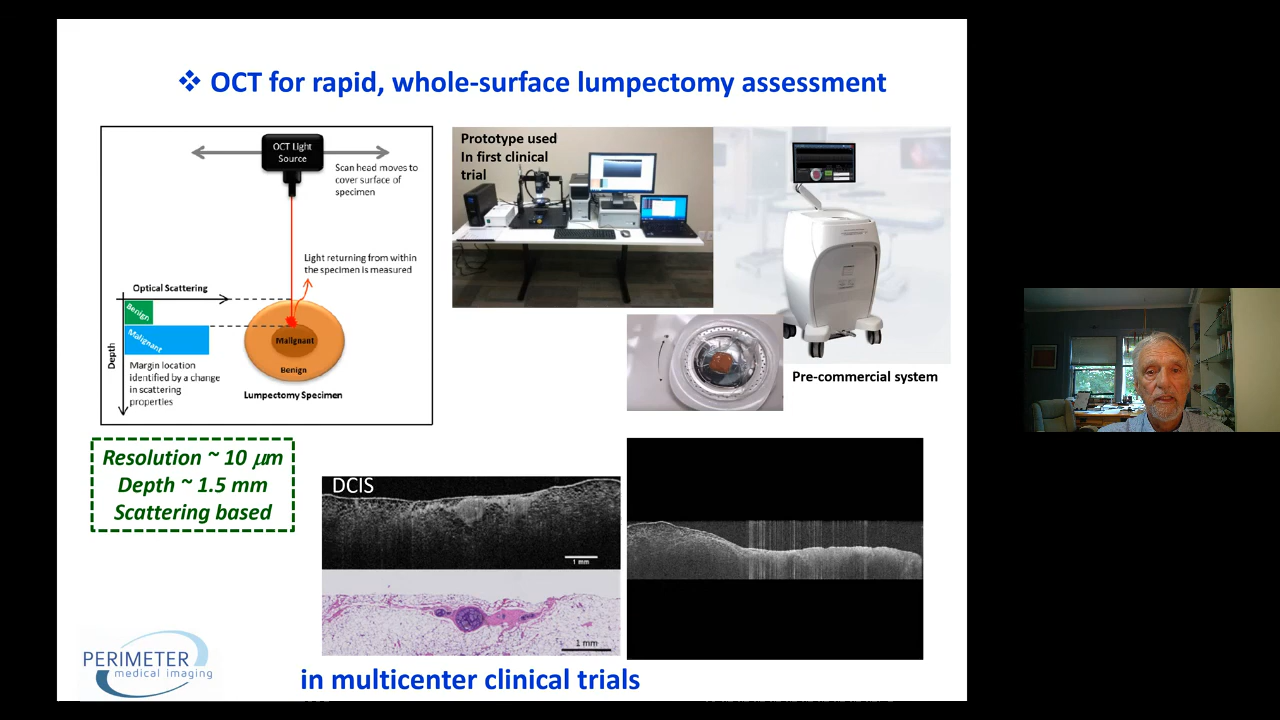 ❖ OCT for rapid, whole-surface lumpectomy assessment
OCT Light
Source
Scan head moves to
cover surface of
specimen
Light returning from within
the specimen is measured
Optical Scattering
Benign
Malignant
Depth
Margin location
identified by a change
in scattering
properties
Malignant
Benign
Lumpectomy Specimen
Prototype used
In first clinical
trial
Pre-commercial system
Resolution ~ 10 µm
Depth ~ 1.5 mm
Scattering based
DCIS
1 mm
1 mm
PERIMETER
medical imaging
in multicenter clinical trials